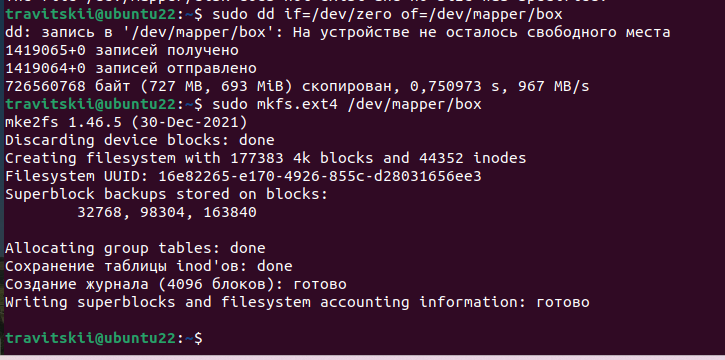 travitskii@ubuntu22:~$ sudo dd if=/dev/zero of=/dev/mapper/box
dd: запись в '/dev/mapper/box': На устройстве не осталось свободного места
1419065+0 записей получено
1419064+0 записей отправлено
726560768 байт (727 MB, 693 MiB) скопирован, 0,750973 s, 967 MB/s
travitskii@ubuntu22:~$ sudo mkfs.ext4 /dev/mapper/box
mke2fs 1.46.5 (30-Dec-2021)
Discarding device blocks: done
Creating filesystem with 177383 4k blocks and 44352 inodes
Filesystem UUID: 16e82265-e170-4926-855c-d28031656ee3
Superblock backups stored on blocks:
        32768, 98304, 163840

Allocating group tables: done
Сохранение таблицы inod'ов: done
Создание журнала (4096 блоков): готово
Writing superblocks and filesystem accounting information: готово

travitskii@ubuntu22:~$